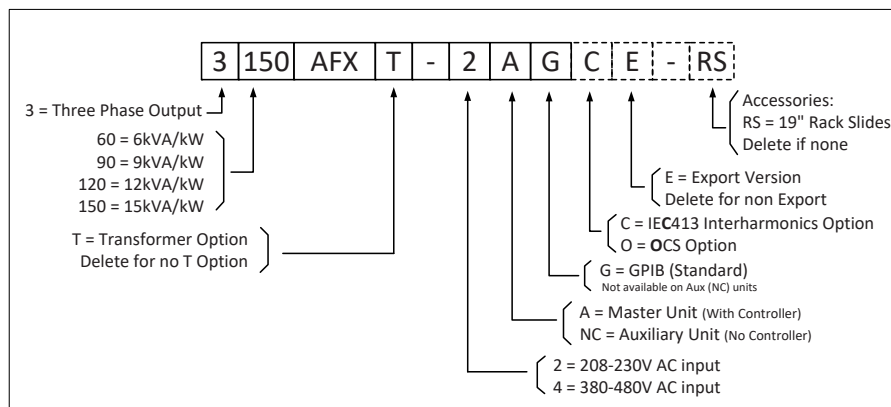 3 150 AFX T - 2 A G C E - RS
3 = Three Phase Output
60 = 6kVA/kW
90 = 9kVA/kW
120 = 12kVA/kW
150 = 15kVA/kW
T = Transformer Option
Delete for no T Option
Accessories:
RS = 19" Rack Slides
Delete if none
E = Export Version
Delete for non Export
C = IEC413 Interharmonics Option
O = OCS Option
G = GPIB (Standard)
Not available on Aux (NC) units
A = Master Unit (With Controller)
NC = Auxiliary Unit (No Controller)
2 = 208-230V AC input
4 = 380-480V AC input